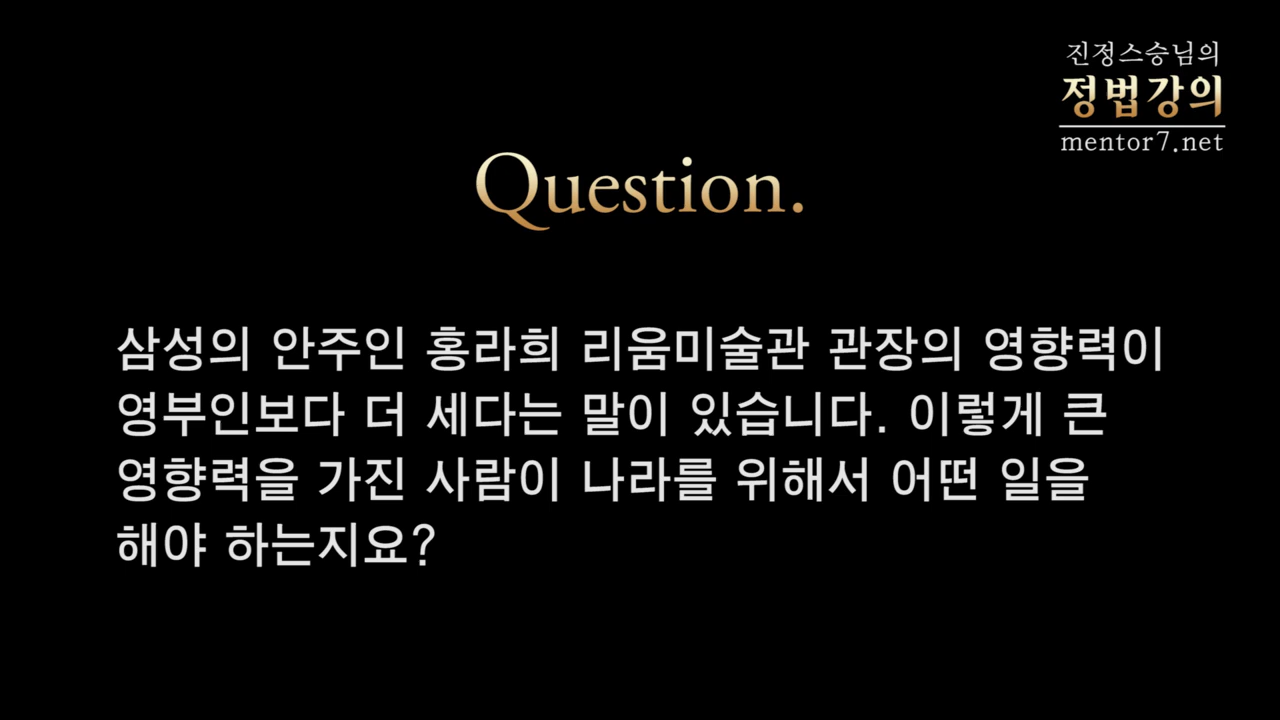 진정스승님의
정법강의
mentor7.net
Question.
삼성의 안주인 홍라희 리움미술관 관장의 영향력이
영부인보다 더 세다는 말이 있습니다. 이렇게 큰
영향력을 가진 사람이 나라를 위해서 어떤 일을
해야 하는지요?